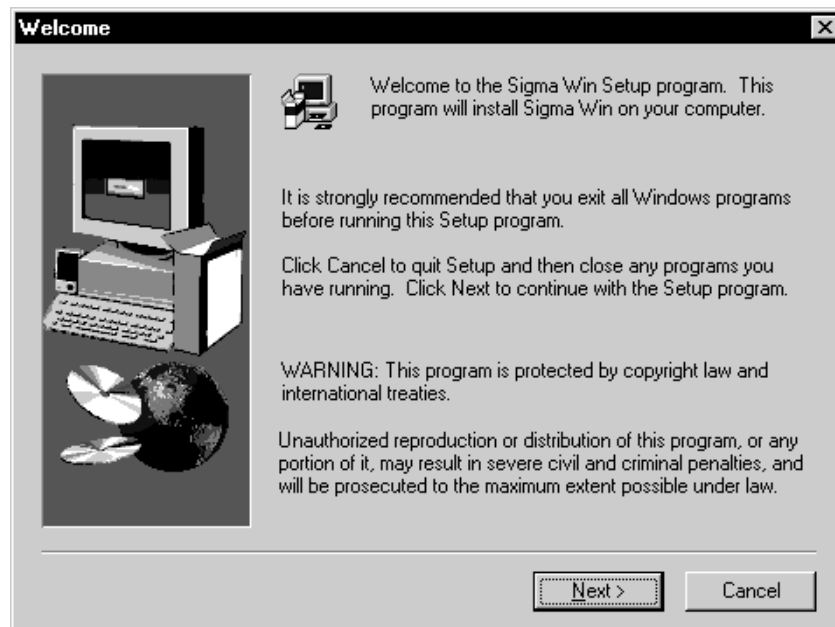 Welcome
Welcome to the Sigma Win Setup program.  This
program will install Sigma Win on your computer.
It is strongly recommended that you exit all Windows programs
before running this Setup program.
Click Cancel to quit Setup and then close any programs you
have running.  Click Next to continue with the Setup program.
WARNING: This program is protected by copyright law and
international treaties.
Unauthorized reproduction or distribution of this program, or any
portion of it, may result in severe civil and criminal penalties, and
will be prosecuted to the maximum extent possible under law.
Next >
Cancel